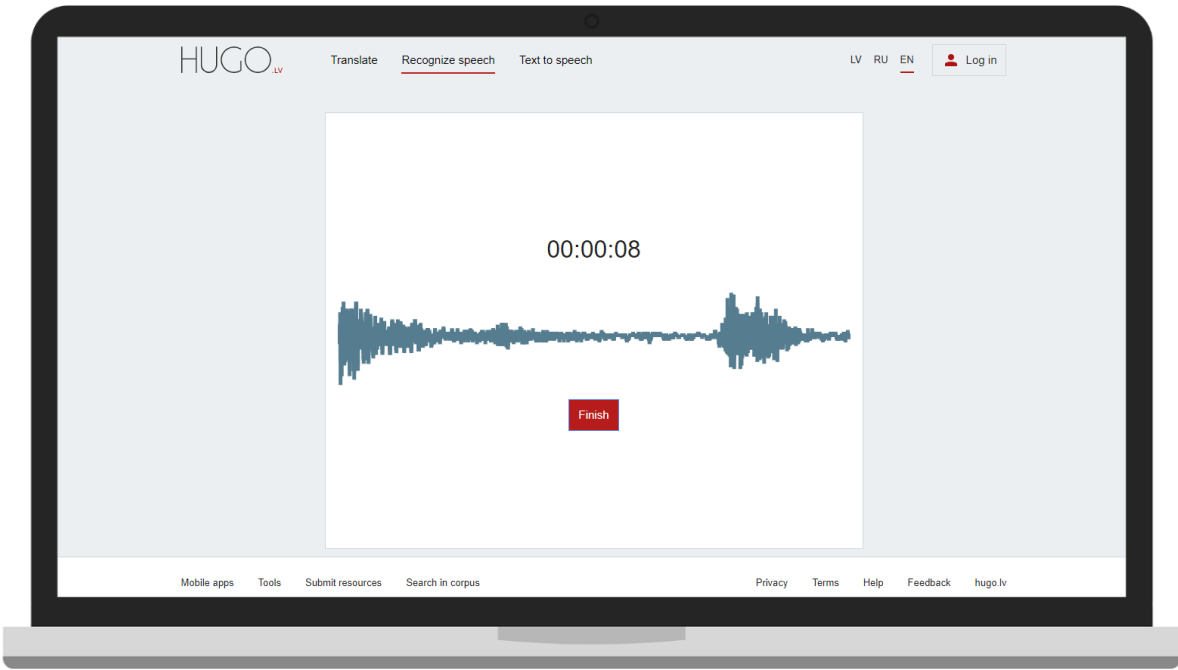 HUGO.LV Translate Recognize speech Text to speech LV RU EN Log in
00:00:08
Finish
Mobile apps Tools Submit resources Search in corpus Privacy Terms Help Feedback hugo.lv